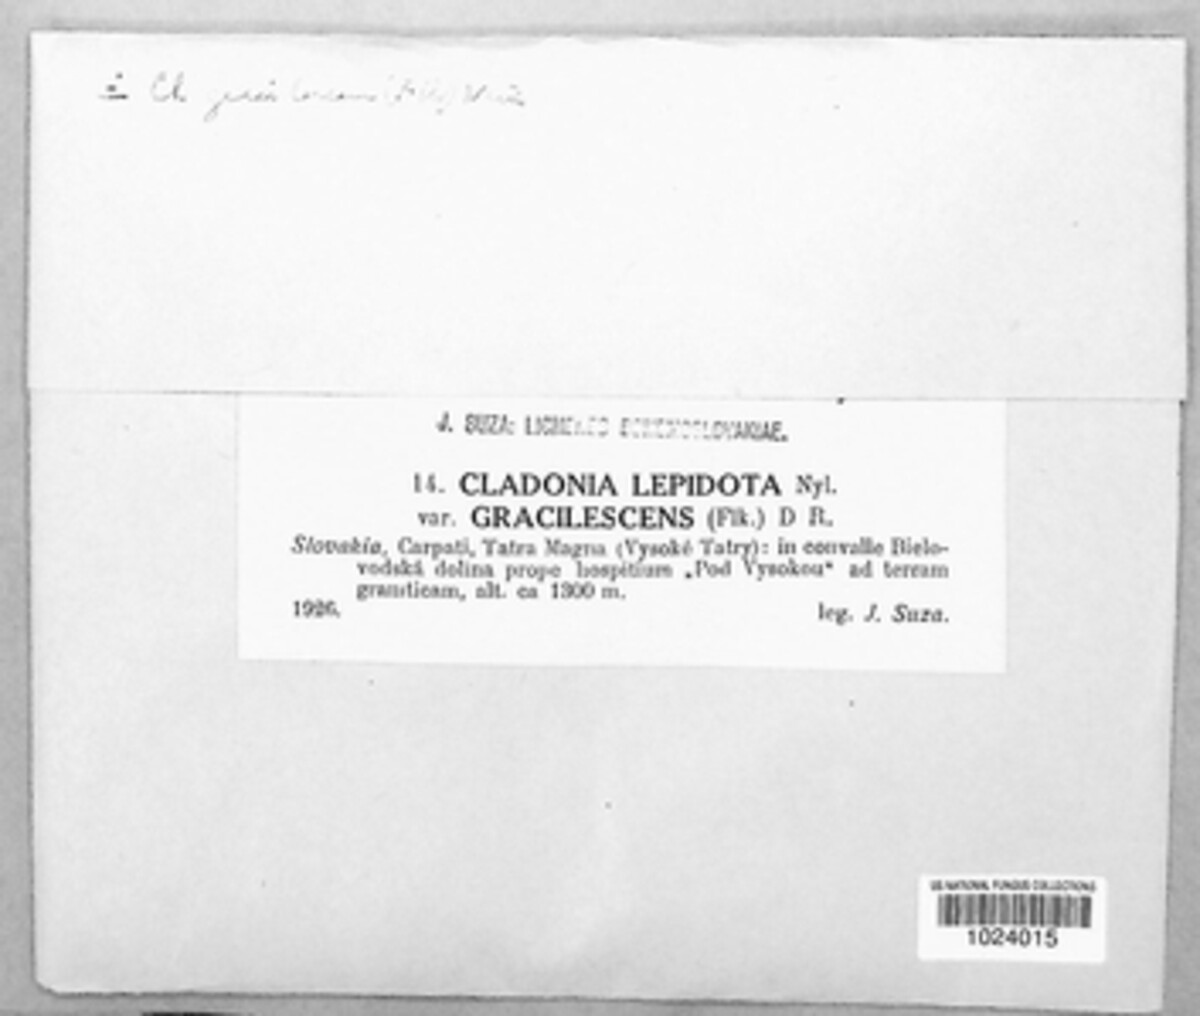 = Cl.
J. SUZA: LICHENES BOHEMOSLOVAKIAE.
14. CLADONIA LEPIDOTA Nyl.
var. GRACILESCENS (Flk.) D R.
Slovakia, Carpati, Tatra Magna (Vysoké Tatry): in convalle Bielo-
vodská dolina prope hospitium „Pod Vysokou“ ad terram
graniticam, alt. ca 1300 m.
1926. leg. J. Suza.
US NATIONAL FUNGUS COLLECTIONS
1024015